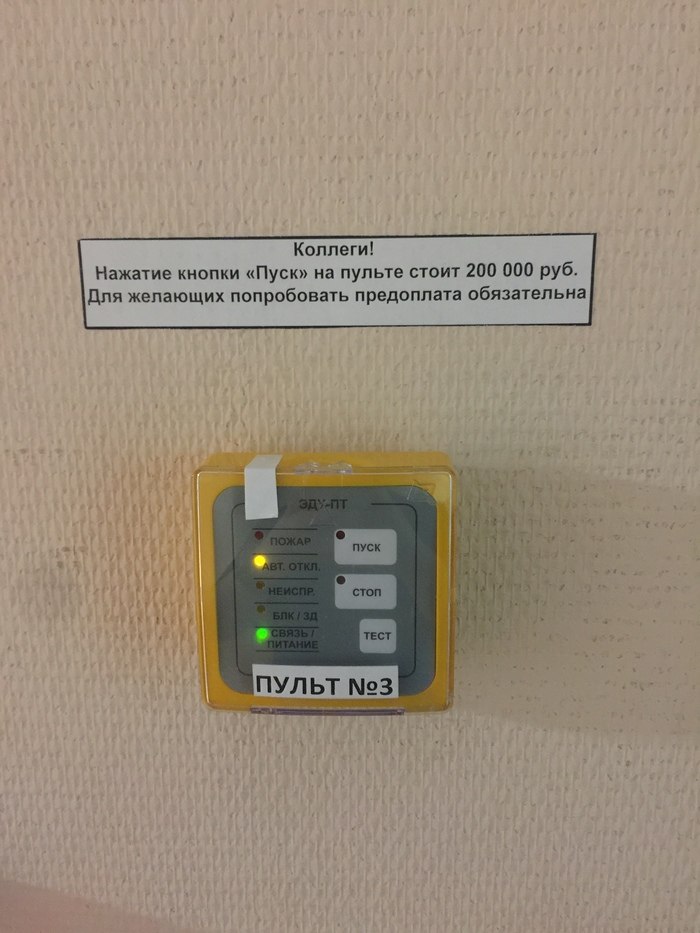 Коллеги!
Нажатие кнопки «Пуск» на пульте стоит 200 000 руб.
Для желающих попробовать предоплата обязательна
ЭДУ-ПТ
ПОЖАР
АВТ. ОТКЛ.
НЕИСПР.
БЛК / ЗД
СВЯЗЬ /
ПИТАНИЕ
ПУСК
СТОП
ТЕСТ
ПУЛЬТ №3